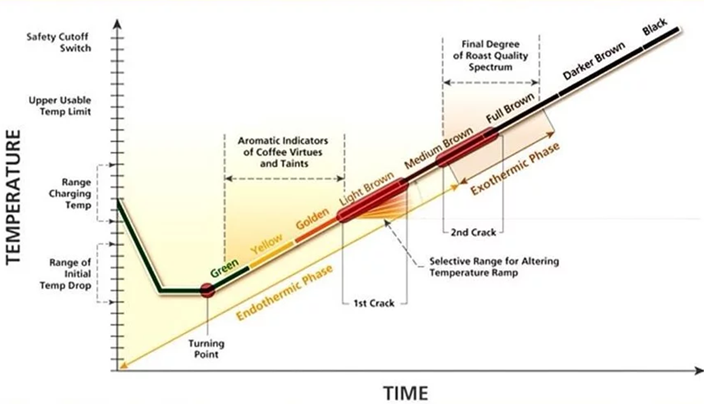 Safety Cutoff
Switch
Upper Usable
Temp Limit
Range
Charging
Temp
Range of
Initial
Temp Drop
TEMPERATURE
Final Degree
of Roast Quality
Spectrum
Aromatic Indicators
of Coffee Virtues
and Taints
Green
Yellow
Golden
Light Brown
Medium Brown
Full Brown
Darker Brown
Black
Exothermic Phase
Endothermic Phase
2nd Crack
Selective Range for Altering
Temperature Ramp
1st Crack
Turning
Point
TIME